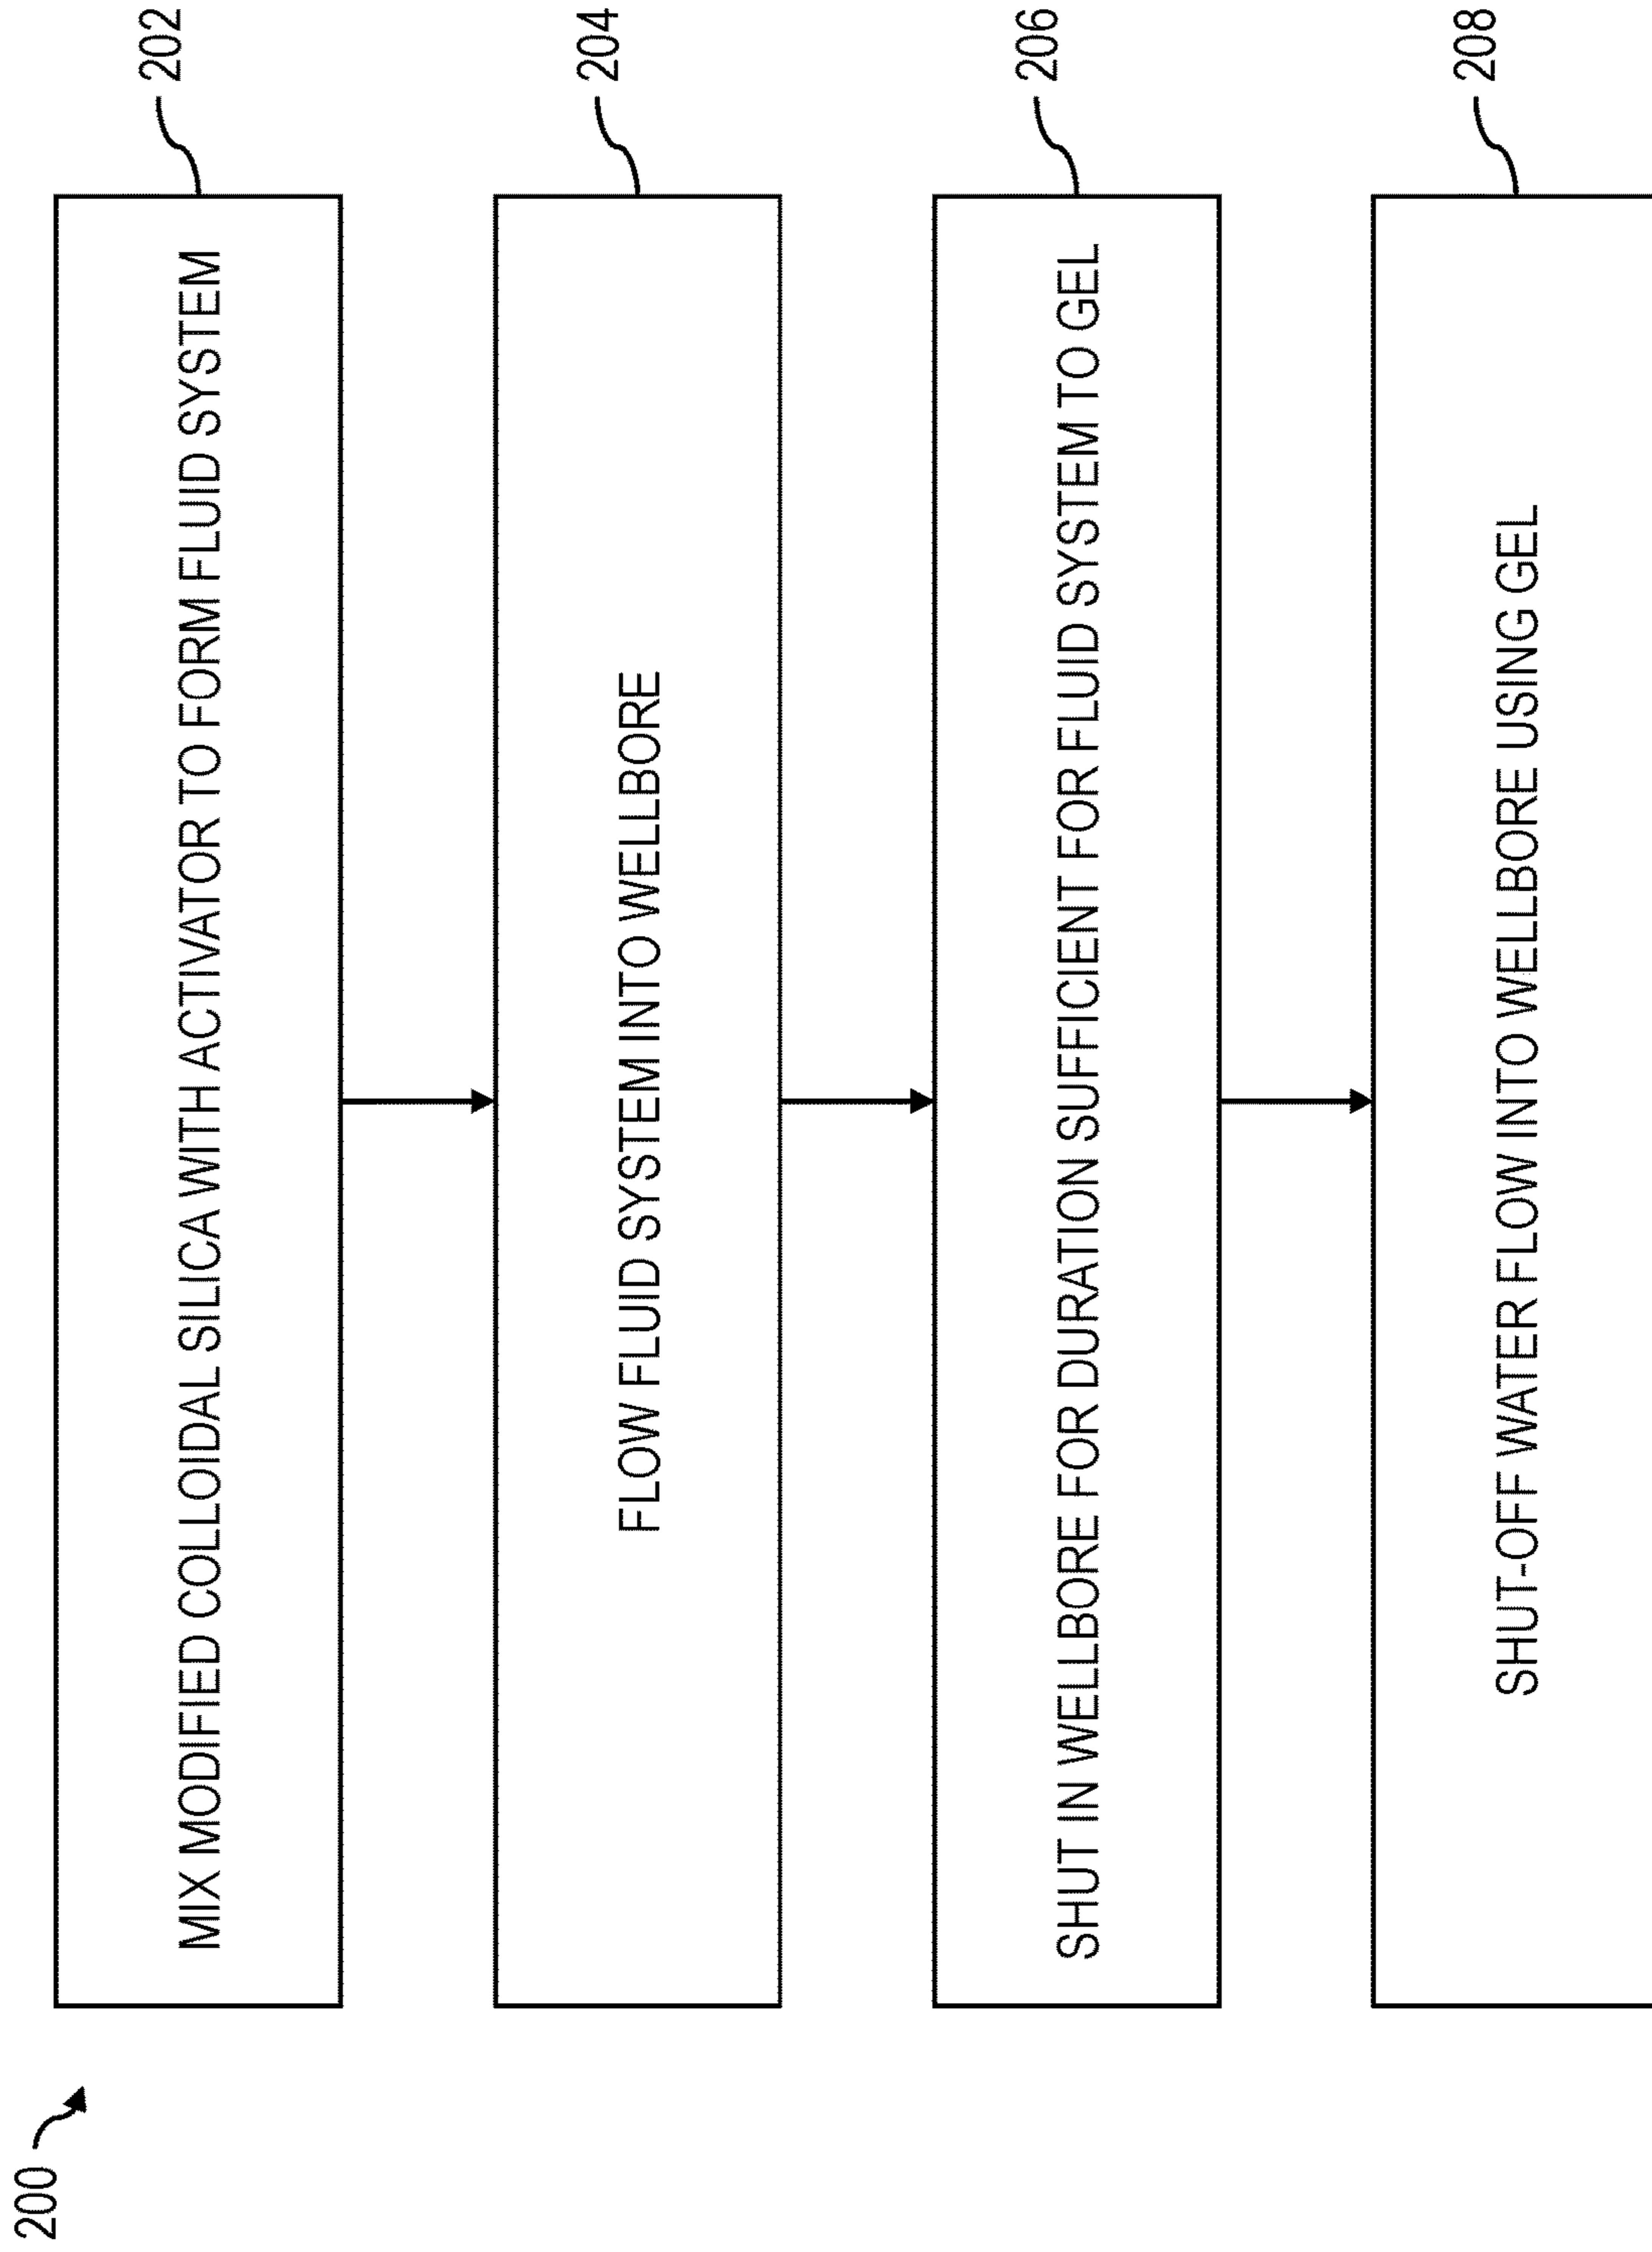 200
202
MIX MODIFIED COLLOIDAL SILICA WITH ACTIVATOR TO FORM FLUID SYSTEM
204
FLOW FLUID SYSTEM INTO WELLBORE
206
SHUT IN WELLBORE FOR DURATION SUFFICIENT FOR FLUID SYSTEM TO GEL
208
SHUT-OFF WATER FLOW INTO WELLBORE USING GEL